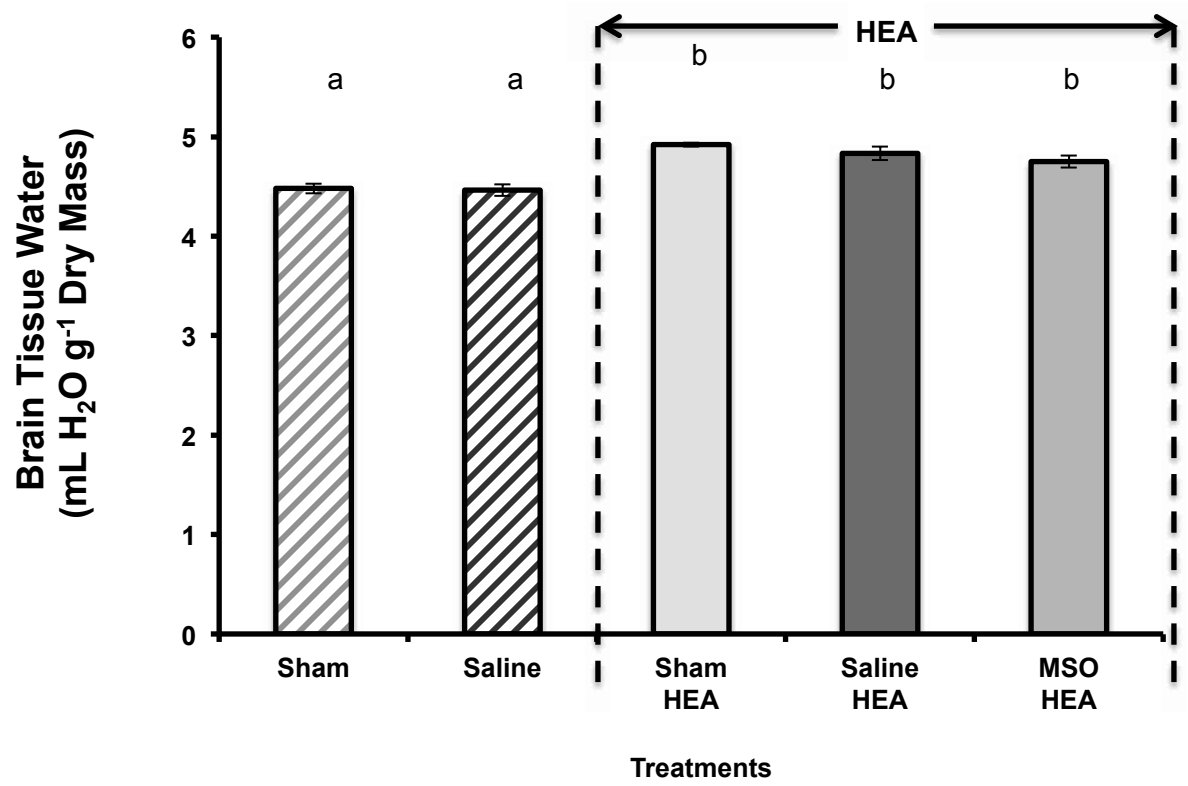 HEA
6
b
a
a
b
b
5
4
3
2
1
0
Brain Tissue Water
(mL H₂O g⁻¹ Dry Mass)
Sham
Saline
Sham
HEA
Saline
HEA
MSO
HEA
Treatments